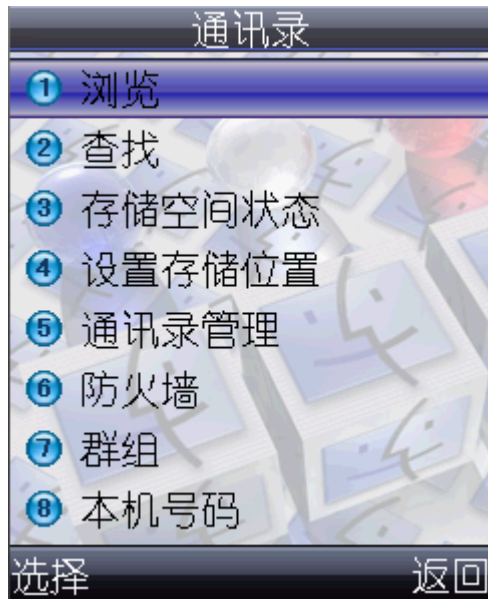 通讯录
1 浏览
2 查找
3 存储空间状态
4 设置存储位置
5 通讯录管理
6 防火墙
7 群组
8 本机号码
选择 返回